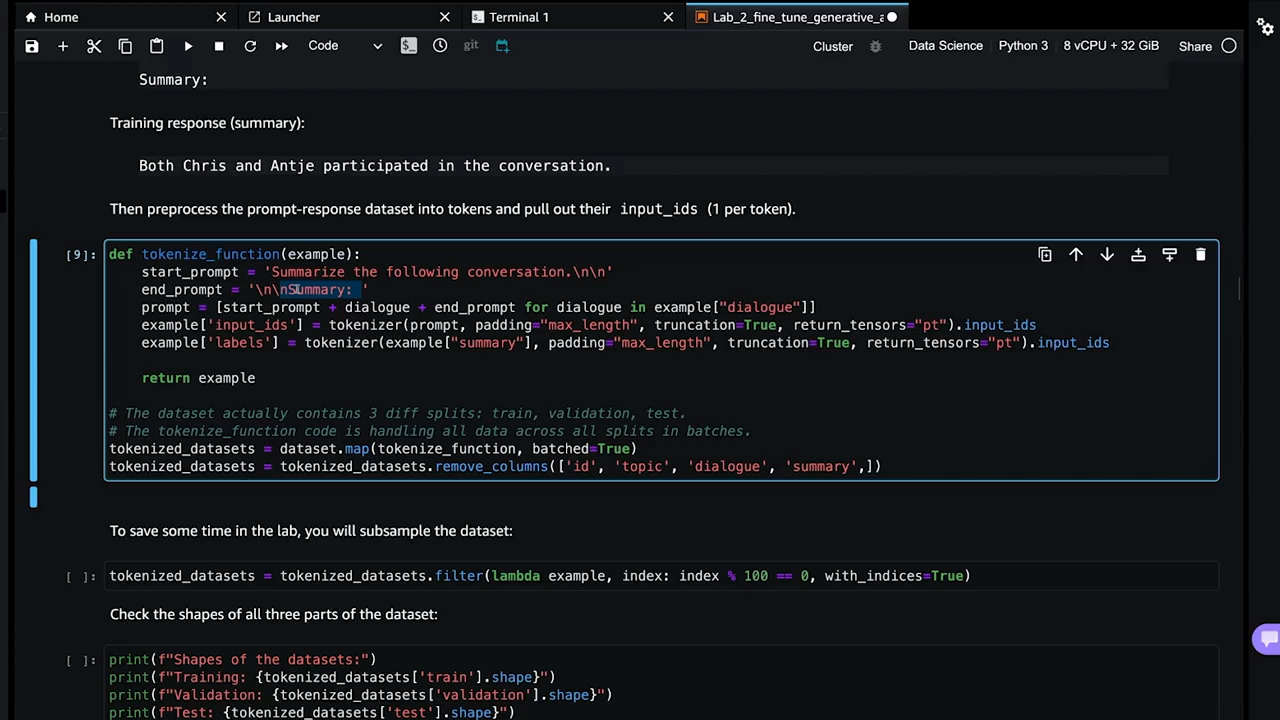 Home
Launcher
Terminal 1
Lab_2_fine_tune_generative_a
Code
git
Cluster
Data Science
Python 3
8 vCPU + 32 GiB
Share
Summary:
Training response (summary):
Both Chris and Antje participated in the conversation.
Then preprocess the prompt-response dataset into tokens and pull out their input_ids (1 per token).
[9]:
def tokenize_function(example):
    start_prompt = 'Summarize the following conversation.\n\n'
    end_prompt = '\n\nSummary: '
    prompt = [start_prompt + dialogue + end_prompt for dialogue in example["dialogue"]]
    example['input_ids'] = tokenizer(prompt, padding="max_length", truncation=True, return_tensors="pt").input_ids
    example['labels'] = tokenizer(example["summary"], padding="max_length", truncation=True, return_tensors="pt").input_ids
    return example
# The dataset actually contains 3 diff splits: train, validation, test.
# The tokenize_function code is handling all data across all splits in batches.
tokenized_datasets = dataset.map(tokenize_function, batched=True)
tokenized_datasets = tokenized_datasets.remove_columns(['id', 'topic', 'dialogue', 'summary',])
To save some time in the lab, you will subsample the dataset:
[ ]:
tokenized_datasets = tokenized_datasets.filter(lambda example, index: index % 100 == 0, with_indices=True)
Check the shapes of all three parts of the dataset:
[ ]:
print(f"Shapes of the datasets:")
print(f"Training: {tokenized_datasets['train'].shape}")
print(f"Validation: {tokenized_datasets['validation'].shape}")
print(f"Test: {tokenized_datasets['test'].shape}")